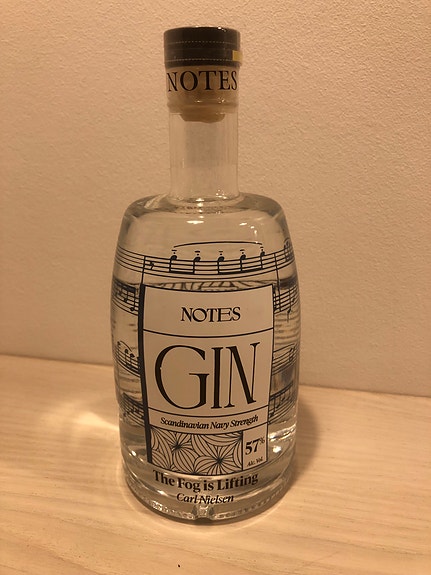 NOTES
NOTES
GIN
Scandinavian Navy Strength
57%
Alc. Vol.
The Fog is Lifting
Carl Nielsen